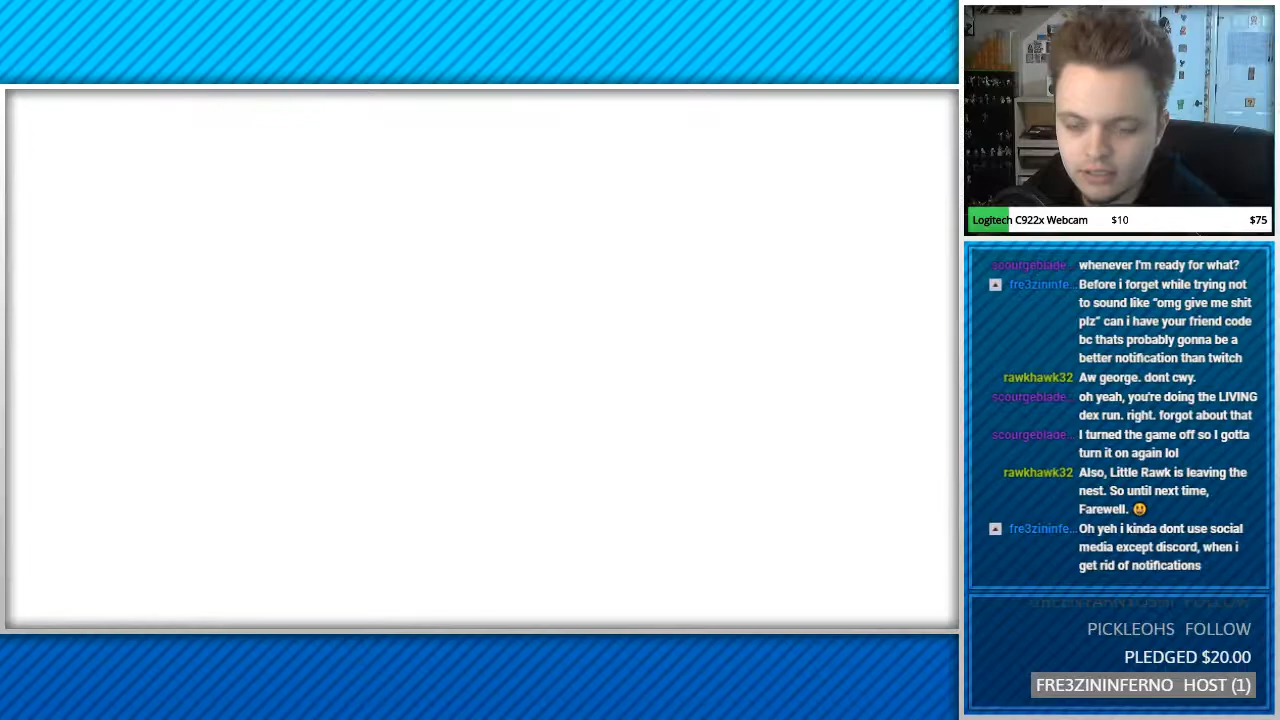 Logitech C922x Webcam $10 $75
scourgeblade... whenever I'm ready for what?
fre3zininfe... Before i forget while trying not
to sound like “omg give me shit
plz” can i have your friend code
bc thats probably gonna be a
better notification than twitch
rawkhawk32 Aw george. dont cwy.
scourgeblade... oh yeah, you're doing the LIVING
dex run. right. forgot about that
scourgeblade... I turned the game off so I gotta
turn it on again lol
rawkhawk32 Also, Little Rawk is leaving the
nest. So until next time,
Farewell. 😃
fre3zininfe... Oh yeh i kinda dont use social
media except discord, when i
get rid of notifications
FOLLOW
PICKLEOHS FOLLOW
PLEDGED $20.00
FRE3ZININFERNO HOST (1)